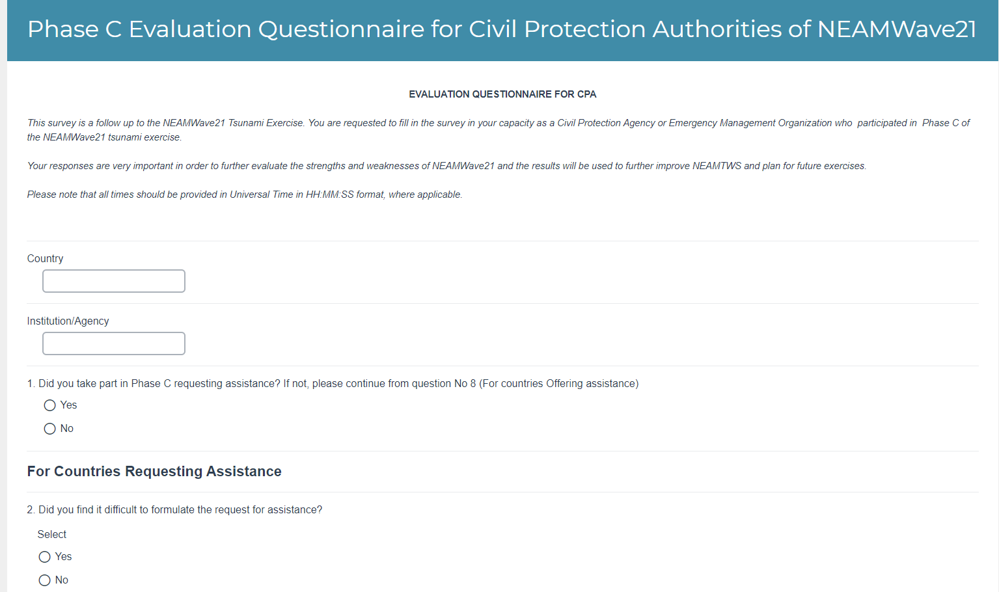 Phase C Evaluation Questionnaire for Civil Protection Authorities of NEAMWave21
EVALUATION QUESTIONNAIRE FOR CPA
This survey is a follow up to the NEAMWave21 Tsunami Exercise. You are requested to fill in the survey in your capacity as a Civil Protection Agency or Emergency Management Organization who participated in Phase C of
the NEAMWave21 tsunami exercise.
Your responses are very important in order to further evaluate the strengths and weaknesses of NEAMWave21 and the results will be used to further improve NEAMTWS and plan for future exercises.
Please note that all times should be provided in Universal Time in HH:MM:SS format, where applicable.
Country
Institution/Agency
1. Did you take part in Phase C requesting assistance? If not, please continue from question No 8 (For countries Offering assistance)
Yes
No
For Countries Requesting Assistance
2. Did you find it difficult to formulate the request for assistance?
Select
Yes
No